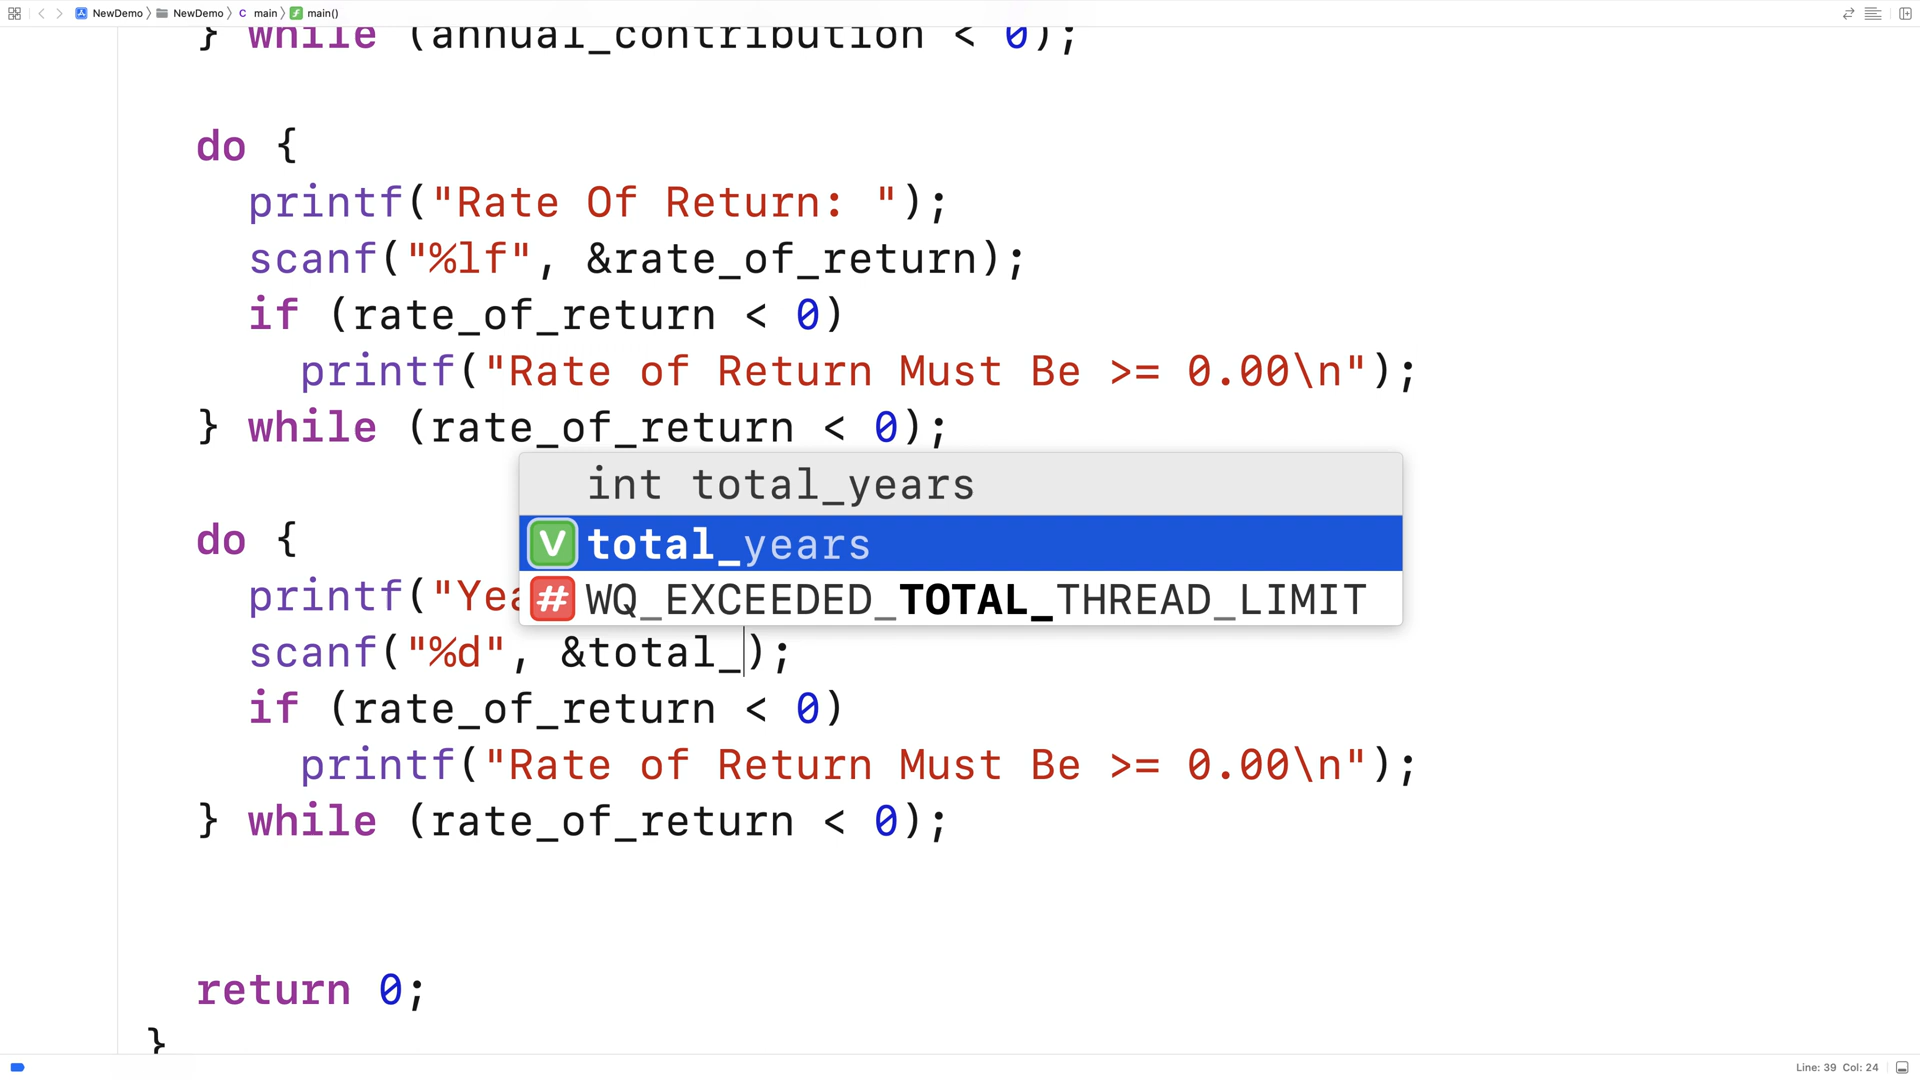 NewDemo NewDemo C main f main()
} while (annual_contribution < 0);
do {
printf("Rate Of Return: ");
scanf("%lf", &rate_of_return);
if (rate_of_return < 0)
printf("Rate of Return Must Be >= 0.00\n");
} while (rate_of_return < 0);
int total_years
do {
V total_years
printf("Yea
# WQ_EXCEEDED_TOTAL_THREAD_LIMIT
scanf("%d", &total_);
if (rate_of_return < 0)
printf("Rate of Return Must Be >= 0.00\n");
} while (rate_of_return < 0);
return 0;
}
Line: 39 Col: 24